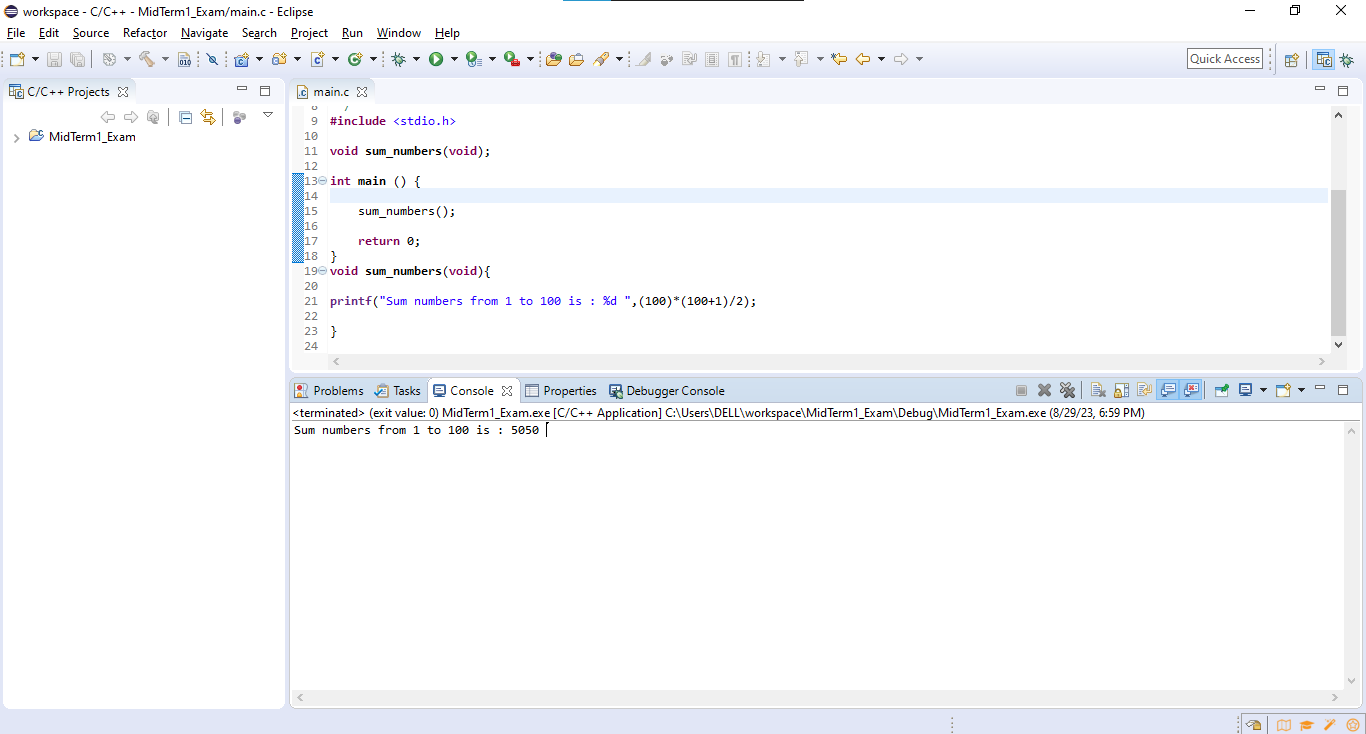 workspace - C/C++ - MidTerm1_Exam/main.c - Eclipse
File Edit Source Refactor Navigate Search Project Run Window Help
Quick Access
C/C++ Projects
MidTerm1_Exam
main.c
8 */
9 #include <stdio.h>
10
11 void sum_numbers(void);
12
13 int main () {
14
15     sum_numbers();
16
17     return 0;
18 }
19 void sum_numbers(void){
20
21 printf("Sum numbers from 1 to 100 is : %d ",(100)*(100+1)/2);
22
23 }
24
Problems Tasks Console Properties Debugger Console
<terminated> (exit value: 0) MidTerm1_Exam.exe [C/C++ Application] C:\Users\DELL\workspace\MidTerm1_Exam\Debug\MidTerm1_Exam.exe (8/29/23, 6:59 PM)
Sum numbers from 1 to 100 is : 5050